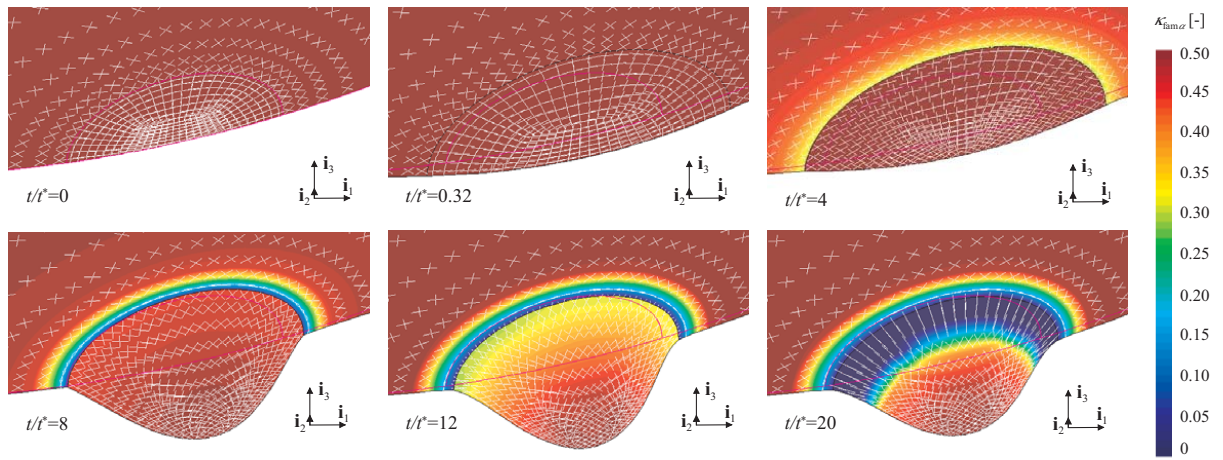 κfamα [-]
0.50
0.45
0.40
0.35
0.30
0.25
0.20
0.15
0.10
0.05
0
i3
i2
i1
t/t*=0
i3
i2
i1
t/t*=0.32
i3
i2
i1
t/t*=4
i3
i2
i1
t/t*=8
i3
i2
i1
t/t*=12
i3
i2
i1
t/t*=20